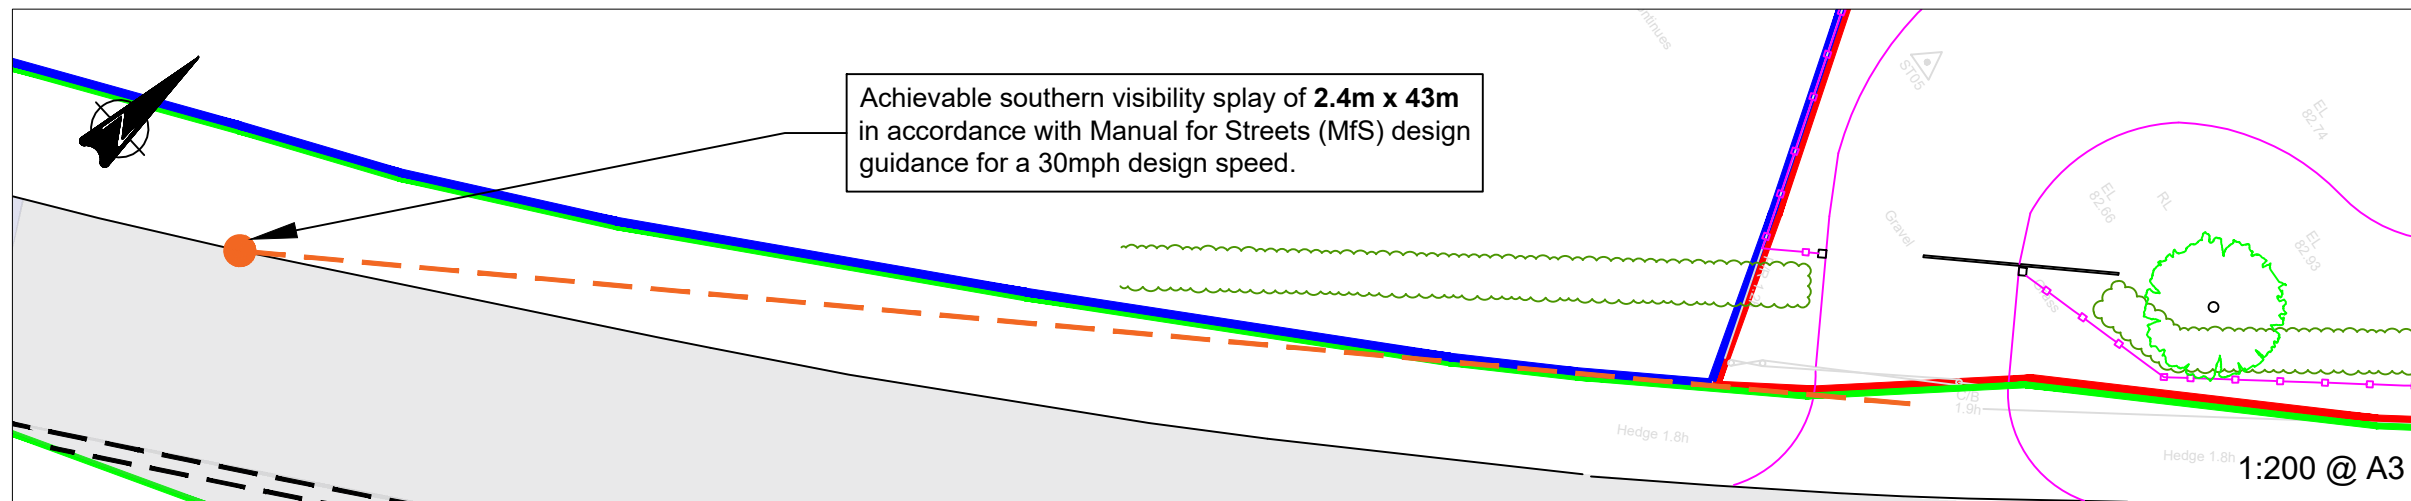 ntinues
ST05
Achievable southern visibility splay of 2.4m x 43m
in accordance with Manual for Streets (MfS) design
guidance for a 30mph design speed.
EL
82.74
EL
82.66
RL
Gravel
EL
82.93
N
C/B
1.9h
Hedge 1.8h
Hedge 1.8h
1:200 @ A3